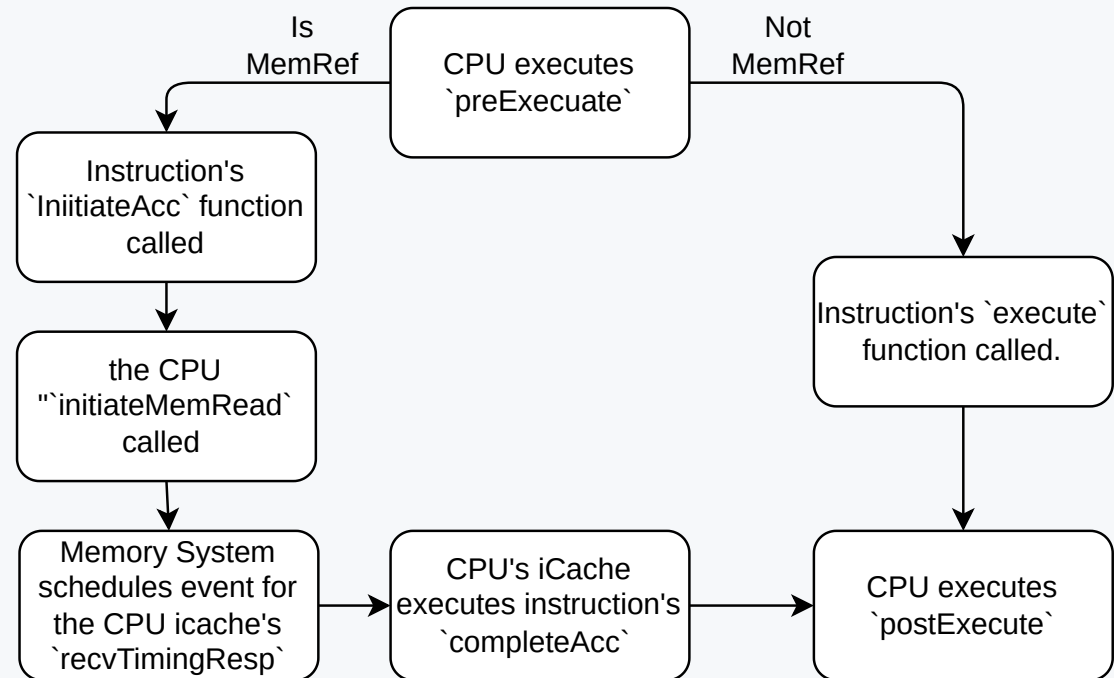 Is
MemRef
CPU executes
`preExecuate`
Not
MemRef
Instruction's
`IniitiateAcc` function
called
the CPU
"`initiateMemRead`
called
Memory System
schedules event for
the CPU icache's
`recvTimingResp`
CPU's iCache
executes instruction's
`completeAcc`
Instruction's `execute`
function called.
CPU executes
`postExecute`